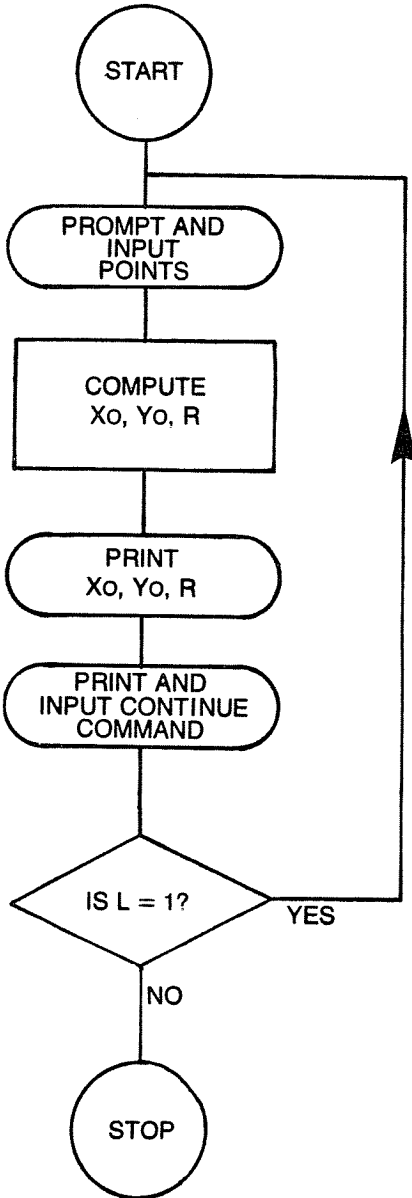 START
PROMPT AND
INPUT
POINTS
COMPUTE
XO, YO, R
PRINT
XO, YO, R
PRINT AND
INPUT CONTINUE
COMMAND
IS L = 1?
YES
NO
STOP